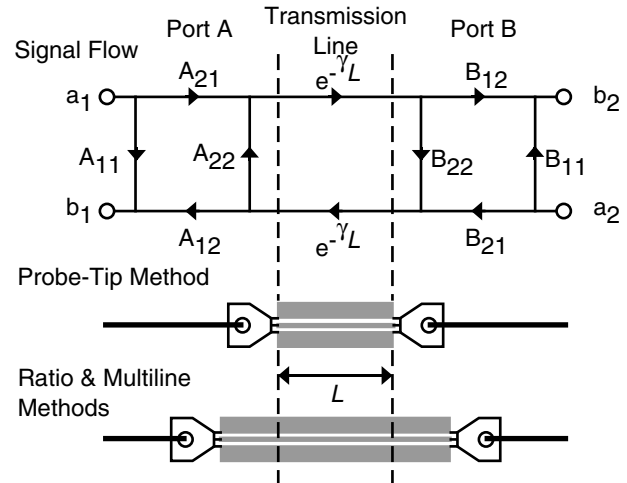 Signal Flow
Port A
Transmission
Line
Port B
a1
A21
e-γL
B12
b2
A11
A22
B22
B11
b1
A12
e-γL
B21
a2
Probe-Tip Method
L
Ratio & Multiline
Methods